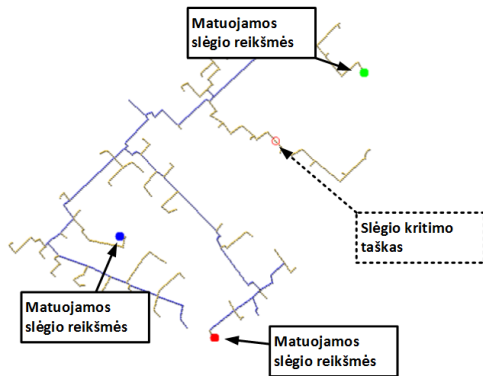 Matuojamos
slėgio reikšmės
Slėgio kritimo
taškas
Matuojamos
slėgio reikšmės
Matuojamos
slėgio reikšmės